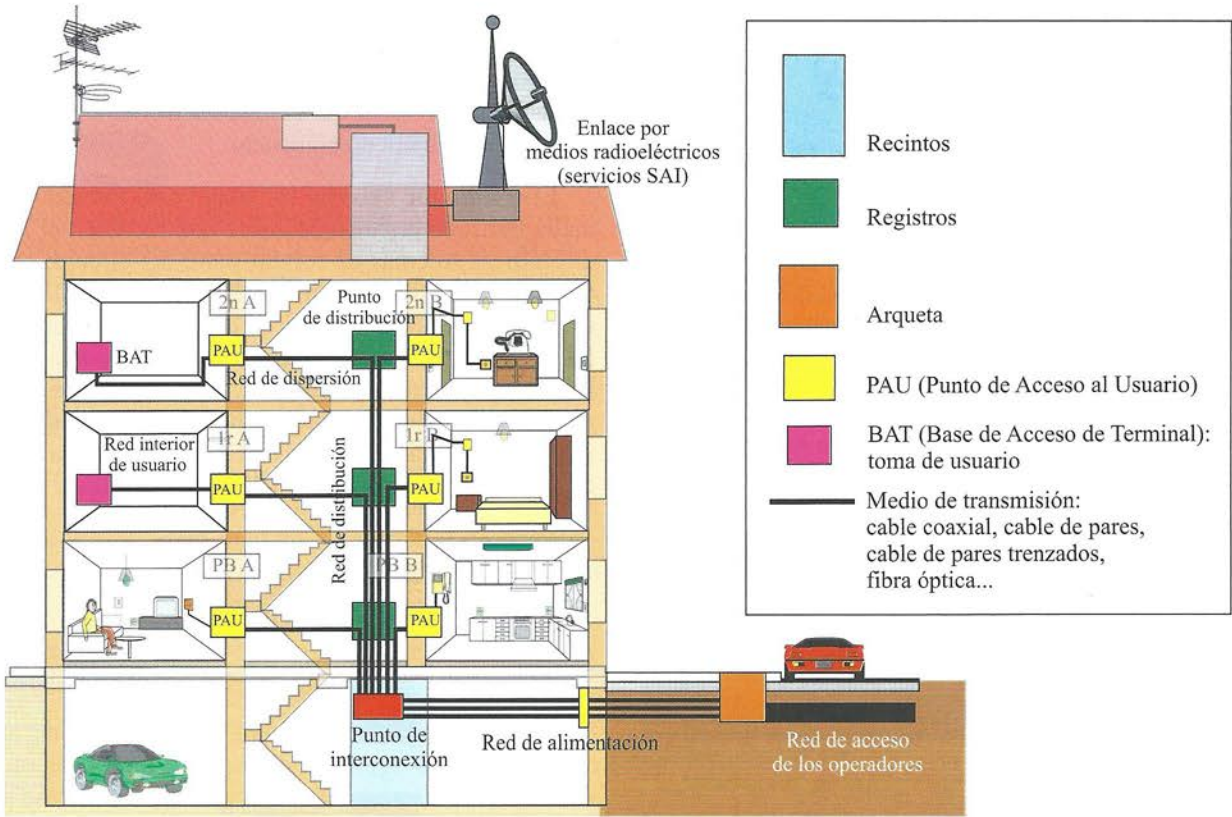 Enlace por
medios radioeléctricos
(servicios SAI)
2n A
Punto
de distribución
2n B
BAT
PAU
PAU
Red de dispersión
1r A
1r B
Red interior
de usuario
PAU
PAU
Red de distribución
PB A
PB B
PAU
PAU
Punto de
interconexión
Red de alimentación
Red de acceso
de los operadores
Recintos
Registros
Arqueta
PAU (Punto de Acceso al Usuario)
BAT (Base de Acceso de Terminal):
toma de usuario
Medio de transmisión:
cable coaxial, cable de pares,
cable de pares trenzados,
fibra óptica...